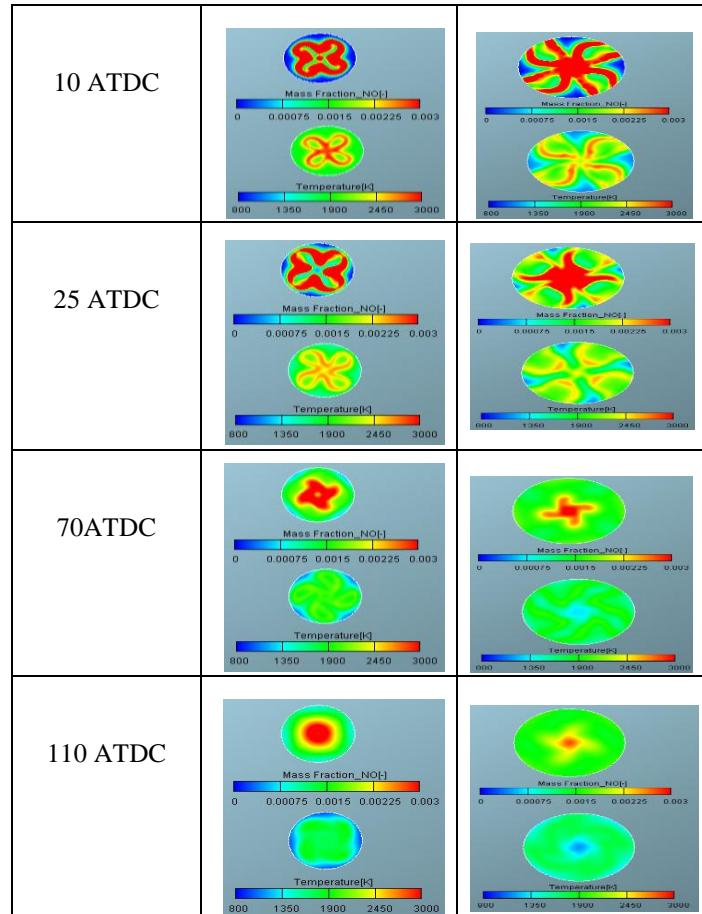 10 ATDC
Mass Fraction_NO[-]
0 0.00075 0.0015 0.00225 0.003
Temperature[K]
800 1350 1900 2450 3000
Mass Fraction_NO[-]
0 0.00075 0.0015 0.00225 0.003
Temperature[K]
800 1350 1900 2450 3000
25 ATDC
Mass Fraction_NO[-]
0 0.00075 0.0015 0.00225 0.003
Temperature[K]
800 1350 1900 2450 3000
Mass Fraction_NO[-]
0 0.00075 0.0015 0.00225 0.003
Temperature[K]
800 1350 1900 2450 3000
70ATDC
Mass Fraction_NO[-]
0 0.00075 0.0015 0.00225 0.003
Temperature[K]
800 1350 1900 2450 3000
Mass Fraction_NO[-]
0 0.00075 0.0015 0.00225 0.003
Temperature[K]
800 1350 1900 2450 3000
110 ATDC
Mass Fraction_NO[-]
0 0.00075 0.0015 0.00225 0.003
Temperature[K]
800 1350 1900 2450 3000
Mass Fraction_NO[-]
0 0.00075 0.0015 0.00225 0.003
Temperature[K]
800 1350 1900 2450 3000